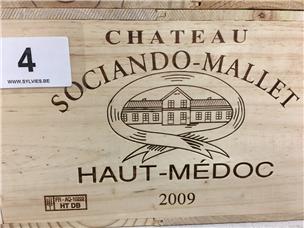 4
WWW.SYLVIES.BE
CHATEAU
SOCIANDO-MALLET
HAUT-MÉDOC
2009
HT DB